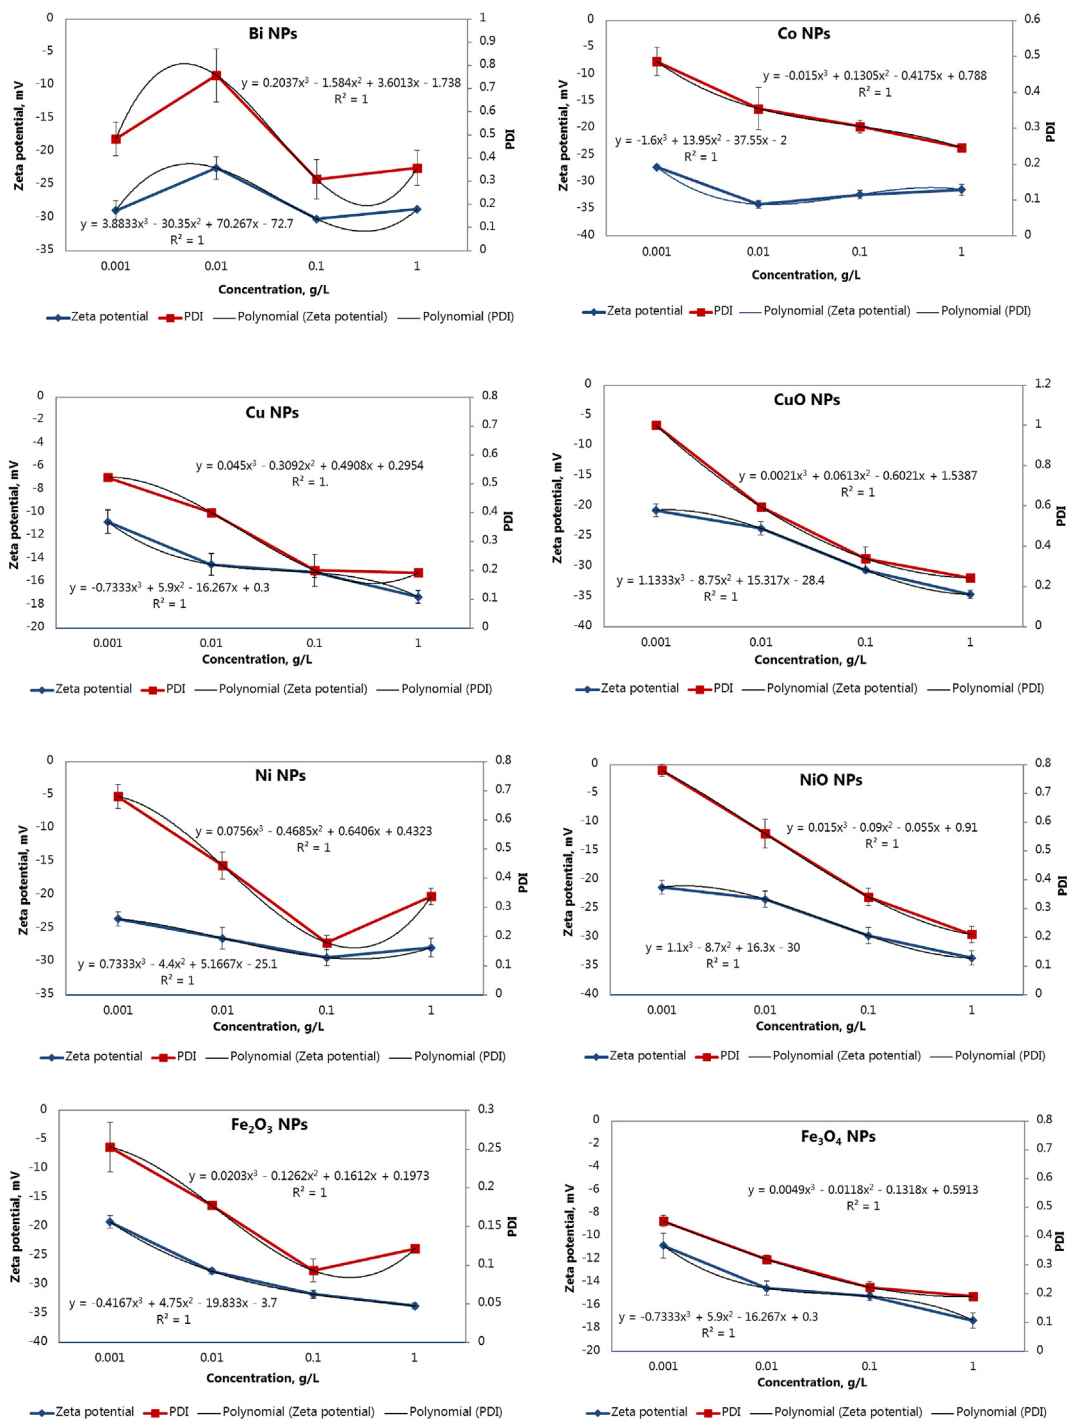 Bi NPs
0
-5
-10
-15
-20
-25
-30
-35
Zeta potential, mV
1
0.9
0.8
0.7
0.6
0.5
0.4
0.3
0.2
0.1
0
PDI
y = 0.2037x³ - 1.584x² + 3.6013x - 1.738
R² = 1
y = 3.8833x³ - 30.35x² + 70.267x - 72.7
R² = 1
0.001 0.01 0.1 1
Concentration, g/L
Zeta potential PDI Polynomial (Zeta potential) Polynomial (PDI)
Co NPs
0
-5
-10
-15
-20
-25
-30
-35
-40
Zeta potential, mV
0.6
0.5
0.4
0.3
0.2
0.1
0
PDI
y = -0.015x³ + 0.1305x² - 0.4175x + 0.788
R² = 1
y = -1.6x³ + 13.95x² - 37.55x - 2
R² = 1
0.001 0.01 0.1 1
Concentration, g/L
Zeta potential PDI Polynomial (Zeta potential) Polynomial (PDI)
Cu NPs
0
-2
-4
-6
-8
-10
-12
-14
-16
-18
-20
Zeta potential, mV
0.8
0.7
0.6
0.5
0.4
0.3
0.2
0.1
0
PDI
y = 0.045x³ - 0.3092x² + 0.4908x + 0.2954
R² = 1.
y = -0.7333x³ + 5.9x² - 16.267x + 0.3
R² = 1
0.001 0.01 0.1 1
Concentration, g/L
Zeta potential PDI Polynomial (Zeta potential) Polynomial (PDI)
CuO NPs
0
-5
-10
-15
-20
-25
-30
-35
-40
Zeta potential, mV
1.2
1
0.8
0.6
0.4
0.2
0
PDI
y = 0.0021x³ + 0.0613x² - 0.6021x + 1.5387
R² = 1
y = 1.1333x³ - 8.75x² + 15.317x - 28.4
R² = 1
0.001 0.01 0.1 1
Concentration, g/L
Zeta potential PDI Polynomial (Zeta potential) Polynomial (PDI)
Ni NPs
0
-5
-10
-15
-20
-25
-30
-35
Zeta potential, mV
0.8
0.7
0.6
0.5
0.4
0.3
0.2
0.1
0
PDI
y = 0.0756x³ - 0.4685x² + 0.6406x + 0.4323
R² = 1
y = 0.7333x³ - 4.4x² + 5.1667x - 25.1
R² = 1
0.001 0.01 0.1 1
Concentration, g/L
Zeta potential PDI Polynomial (Zeta potential) Polynomial (PDI)
NiO NPs
0
-5
-10
-15
-20
-25
-30
-35
-40
Zeta potential, mV
0.8
0.7
0.6
0.5
0.4
0.3
0.2
0.1
0
PDI
y = 0.015x³ - 0.09x² - 0.055x + 0.91
R² = 1
y = 1.1x³ - 8.7x² + 16.3x - 30
R² = 1
0.001 0.01 0.1 1
Concentration, g/L
Zeta potential PDI Polynomial (Zeta potential) Polynomial (PDI)
Fe₂O₃ NPs
0
-5
-10
-15
-20
-25
-30
-35
-40
Zeta potential, mV
0.3
0.25
0.2
0.15
0.1
0.05
0
PDI
y = 0.0203x³ - 0.1262x² + 0.1612x + 0.1973
R² = 1
y = -0.4167x³ + 4.75x² - 19.833x - 3.7
R² = 1
0.001 0.01 0.1 1
Concentration, g/L
Zeta potential PDI Polynomial (Zeta potential) Polynomial (PDI)
Fe₃O₄ NPs
0
-2
-4
-6
-8
-10
-12
-14
-16
-18
-20
Zeta potential, mV
0.8
0.7
0.6
0.5
0.4
0.3
0.2
0.1
0
PDI
y = 0.0049x³ - 0.0118x² - 0.1318x + 0.5913
R² = 1
y = -0.7333x³ + 5.9x² - 16.267x + 0.3
R² = 1
0.001 0.01 0.1 1
Concentration, g/L
Zeta potential PDI Polynomial (Zeta potential) Polynomial (PDI)